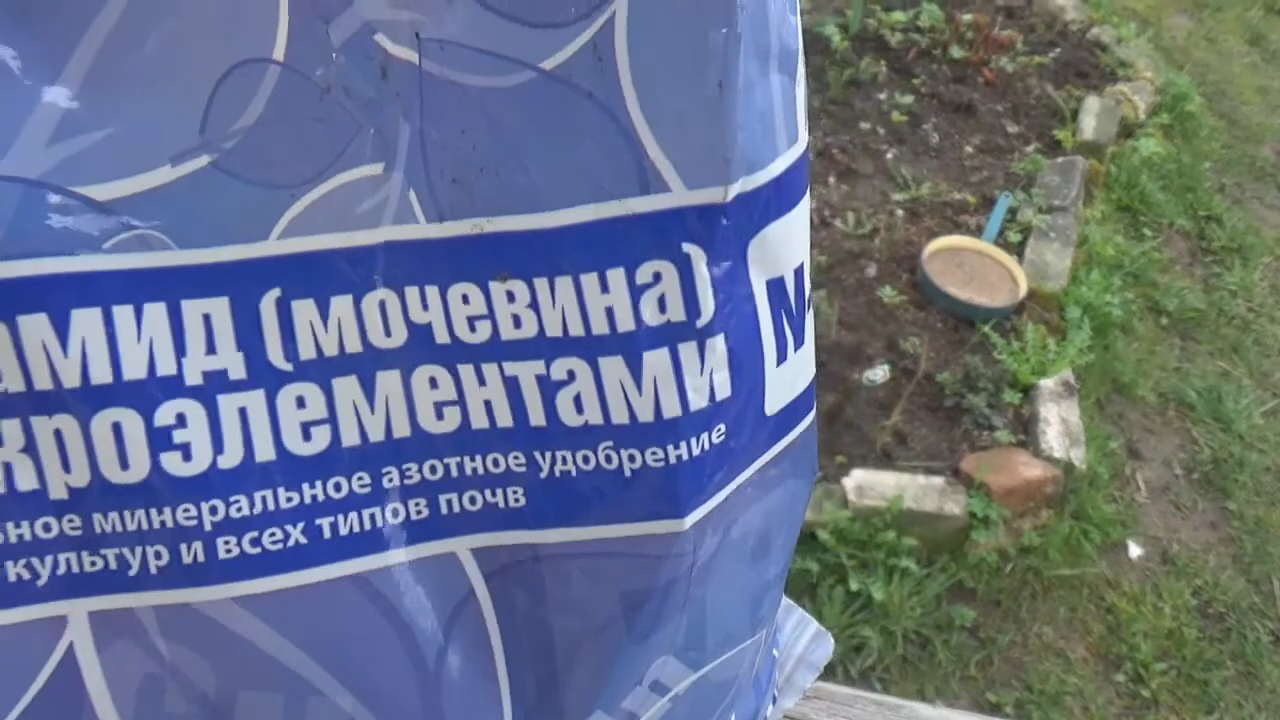 амид (мочевина)
кроэлементами
ное минеральное азотное удобрение
культур и всех типов почв
N